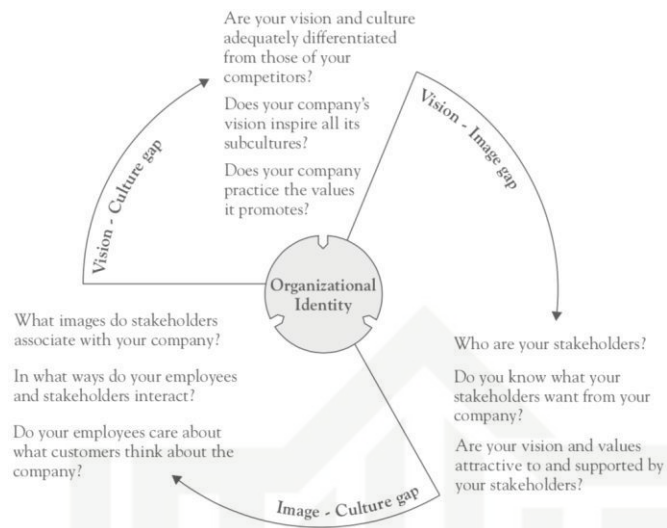 Are your vision and culture
adequately differentiated
from those of your
competitors?
Does your company's
vision inspire all its
subcultures?
Does your company
practice the values
it promotes?
Vision - Culture gap
Vision - Image gap
Organizational
Identity
What images do stakeholders
associate with your company?
In what ways do your employees
and stakeholders interact?
Do your employees care about
what customers think about the
company?
Who are your stakeholders?
Do you know what your
stakeholders want from your
company?
Are your vision and values
attractive to and supported by
your stakeholders?
Image - Culture gap